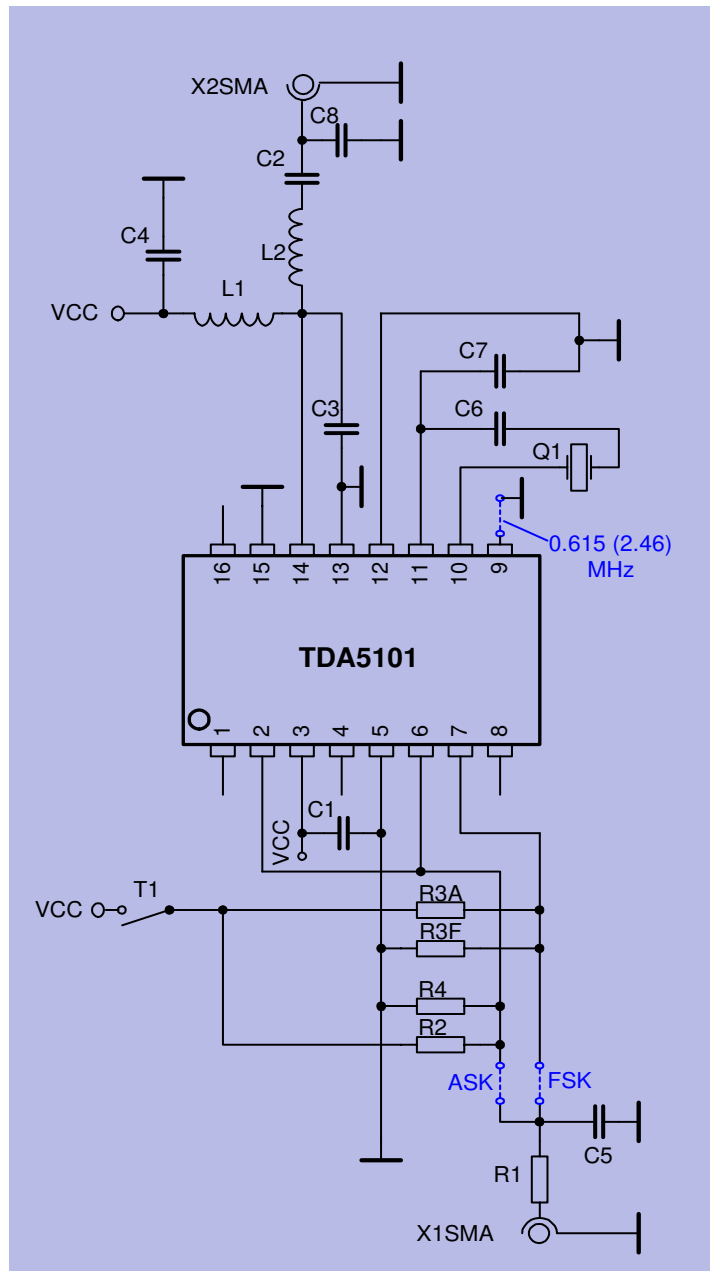 X2SMA
C8
C2
C4
L2
L1
VCC
C7
C3
C6
Q1
0.615 (2.46)
MHz
16 15 14 13 12 11 10 9
TDA5101
1 2 3 4 5 6 7 8
C1
VCC
T1
VCC
R3A
R3F
R4
R2
ASK
FSK
C5
R1
X1SMA